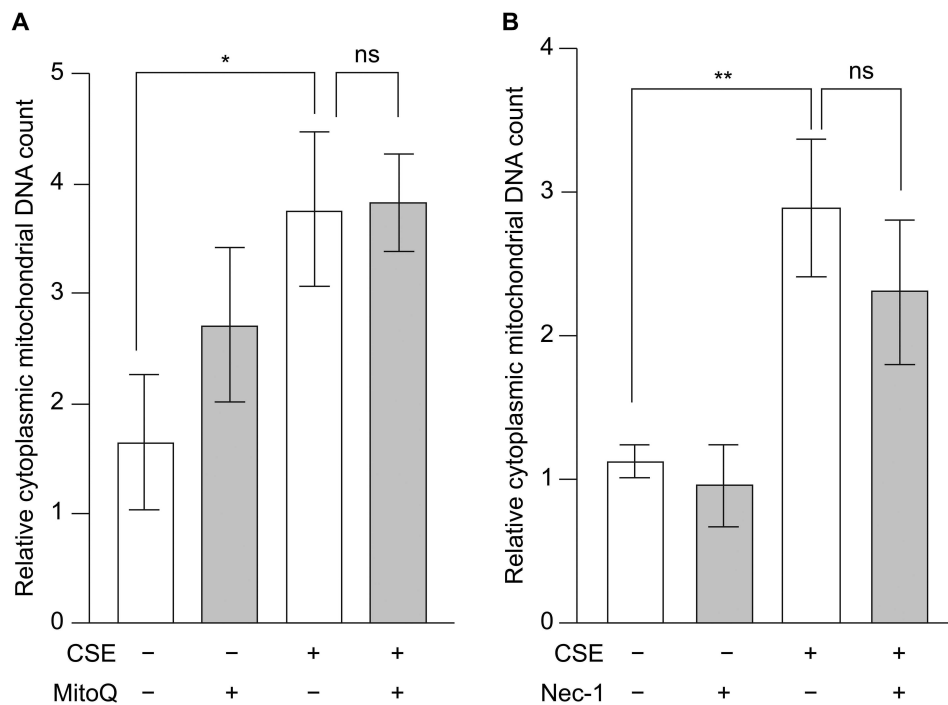 A
Relative cytoplasmic mitochondrial DNA count
5
4
3
2
1
0
*
ns
CSE – – + +
MitoQ – + – +
B
Relative cytoplasmic mitochondrial DNA count
4
3
2
1
0
**
ns
CSE – – + +
Nec-1 – + – +